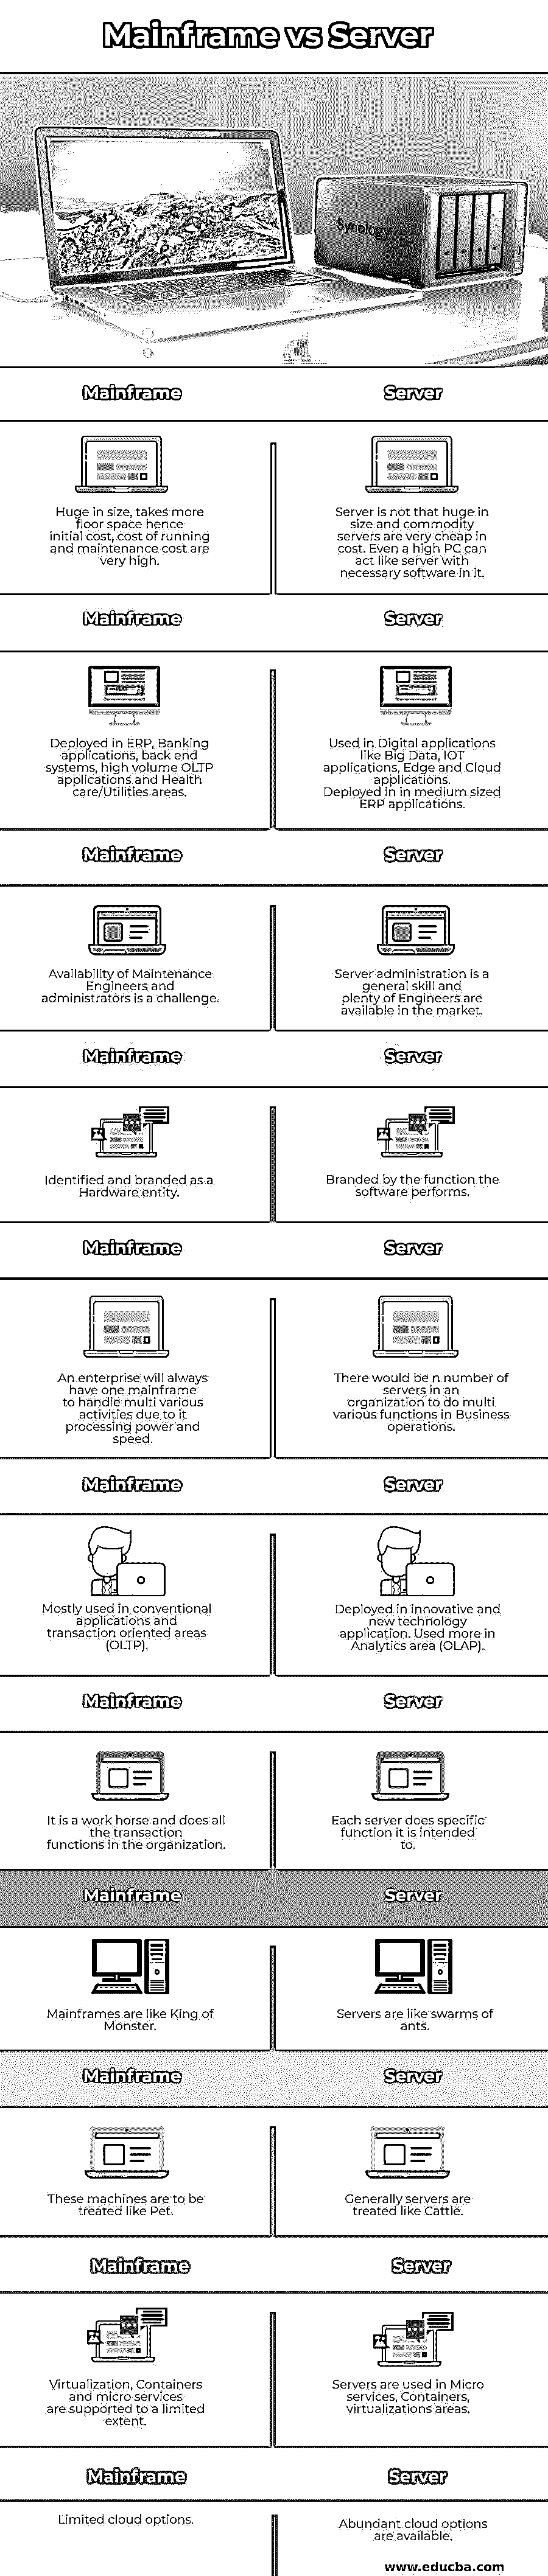 Mainframe vs Server
Synology
Mainframe
Server
Huge in size, takes more
floor space hence
initial cost, cost of running
and maintenance cost are
very high.
Server is not that huge in
size and commodity
servers are very cheap in
cost. Even a high PC can
act like server with
necessary software in it.
Mainframe
Server
Deployed in ERP, Banking
applications, back end
systems, high volume OLTP
applications and Health
care/Utilities areas.
Used in Digital applications
like Big Data, IOT
applications, Edge and Cloud
applications.
Deployed in in medium sized
ERP applications.
Mainframe
Server
Availability of Maintenance
Engineers and
administrators is a challenge.
Server administration is a
general skill and
plenty of Engineers are
available in the market.
Mainframe
Server
Identified and branded as a
Hardware entity.
Branded by the function the
software performs.
Mainframe
Server
An enterprise will always
have one mainframe
to handle multi various
activities due to it
processing power and
speed.
There would be n number of
servers in an
organization to do multi
various functions in Business
operations.
Mainframe
Server
Mostly used in conventional
applications and
transaction oriented areas
(OLTP).
Deployed in innovative and
new technology
application. Used more in
Analytics area (OLAP).
Mainframe
Server
It is a work horse and does all
the transaction
functions in the organization.
Each server does specific
function it is intended
to.
Mainframe
Server
Mainframes are like King of
Monster.
Servers are like swarms of
ants.
Mainframe
Server
These machines are to be
treated like Pet.
Generally servers are
treated like Cattle.
Mainframe
Server
Virtualization, Containers
and micro services
are supported to a limited
extent.
Servers are used in Micro
services, Containers,
virtualizations areas.
Mainframe
Server
Limited cloud options.
Abundant cloud options
are available.
www.educba.com